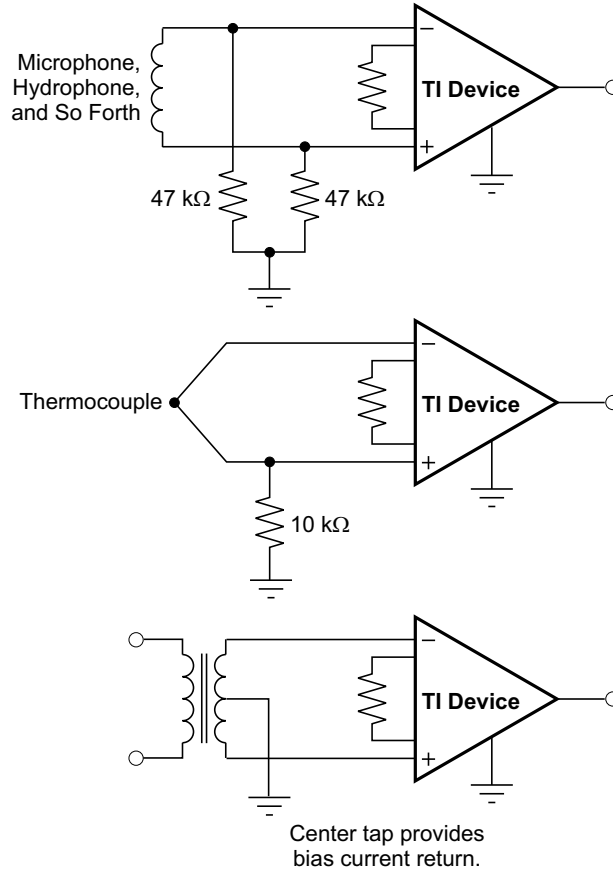 Microphone,
Hydrophone,
and So Forth
−
TI Device
+
47 kΩ
47 kΩ
Thermocouple
−
TI Device
+
10 kΩ
−
TI Device
+
Center tap provides
bias current return.